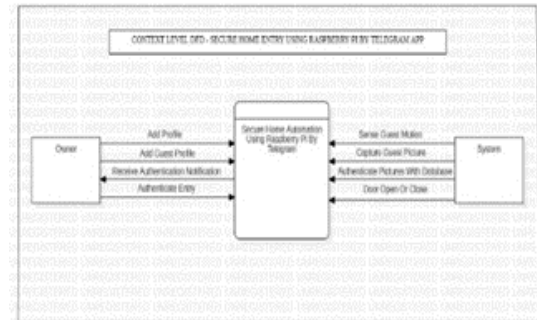 CONTEXT LEVEL DFD - SECURE HOME ENTRY USING RASPBERRY PI BY TELEGRAM APP
Owner
Add Profile
Add Guest Profile
Receive Authentication Notification
Authenticate Entry
Secure Home Automation
Using Raspberry Pi By
Telegram
Sense Guest Motion
Capture Guest Picture
Authenticate Pictures With Database
Door Open Or Close
System
UNREGISTERED